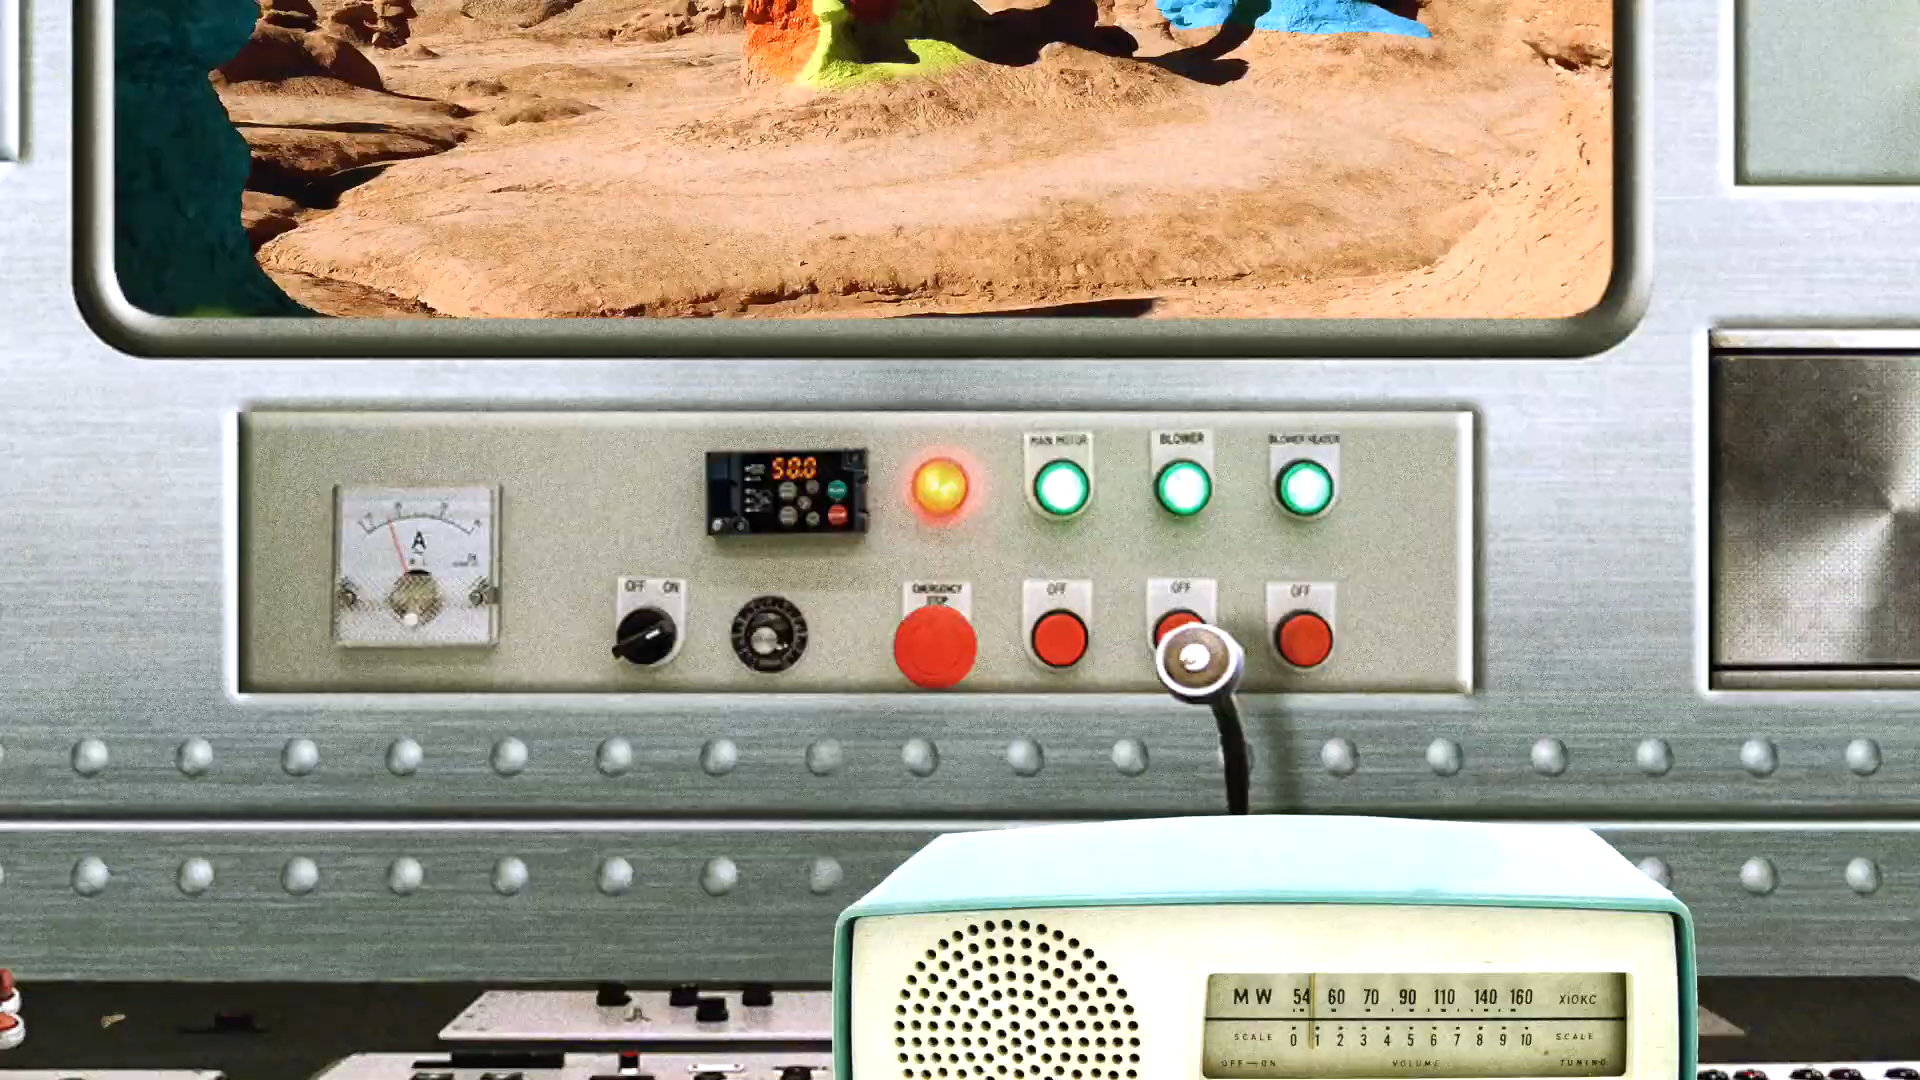 50.0
MAIN MOTOR
BLOWER
BLOWER HEATER
A
OFF ON
EMERGENCY
STOP
OFF
OFF
OFF
MW 54 60 70 90 110 140 160 X10KC
SCALE 0 1 2 3 4 5 6 7 8 9 10 SCALE
OFF—ON VOLUME TUNING